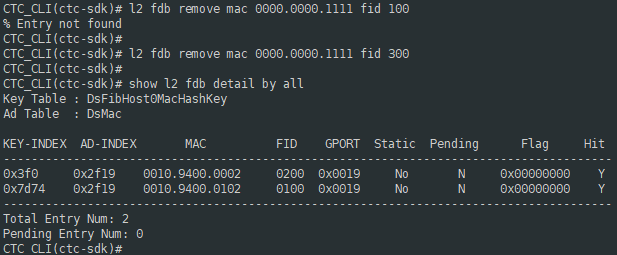 CTC_CLI(ctc-sdk)# l2 fdb remove mac 0000.0000.1111 fid 100
% Entry not found
CTC_CLI(ctc-sdk)#
CTC_CLI(ctc-sdk)# l2 fdb remove mac 0000.0000.1111 fid 300
CTC_CLI(ctc-sdk)#
CTC_CLI(ctc-sdk)# show l2 fdb detail by all
Key Table : DsFibHost0MacHashKey
Ad Table  : DsMac
KEY-INDEX  AD-INDEX       MAC          FID    GPORT  Static  Pending      Flag     Hit
--------------------------------------------------------------------------------------
0x3f0     0x2f19    0010.9400.0002     0200  0x0019    No       N     0x00000000    Y
0x7d74    0x2f19    0010.9400.0102     0100  0x0019    No       N     0x00000000    Y
--------------------------------------------------------------------------------------
Total Entry Num: 2
Pending Entry Num: 0
CTC_CLI(ctc-sdk)#